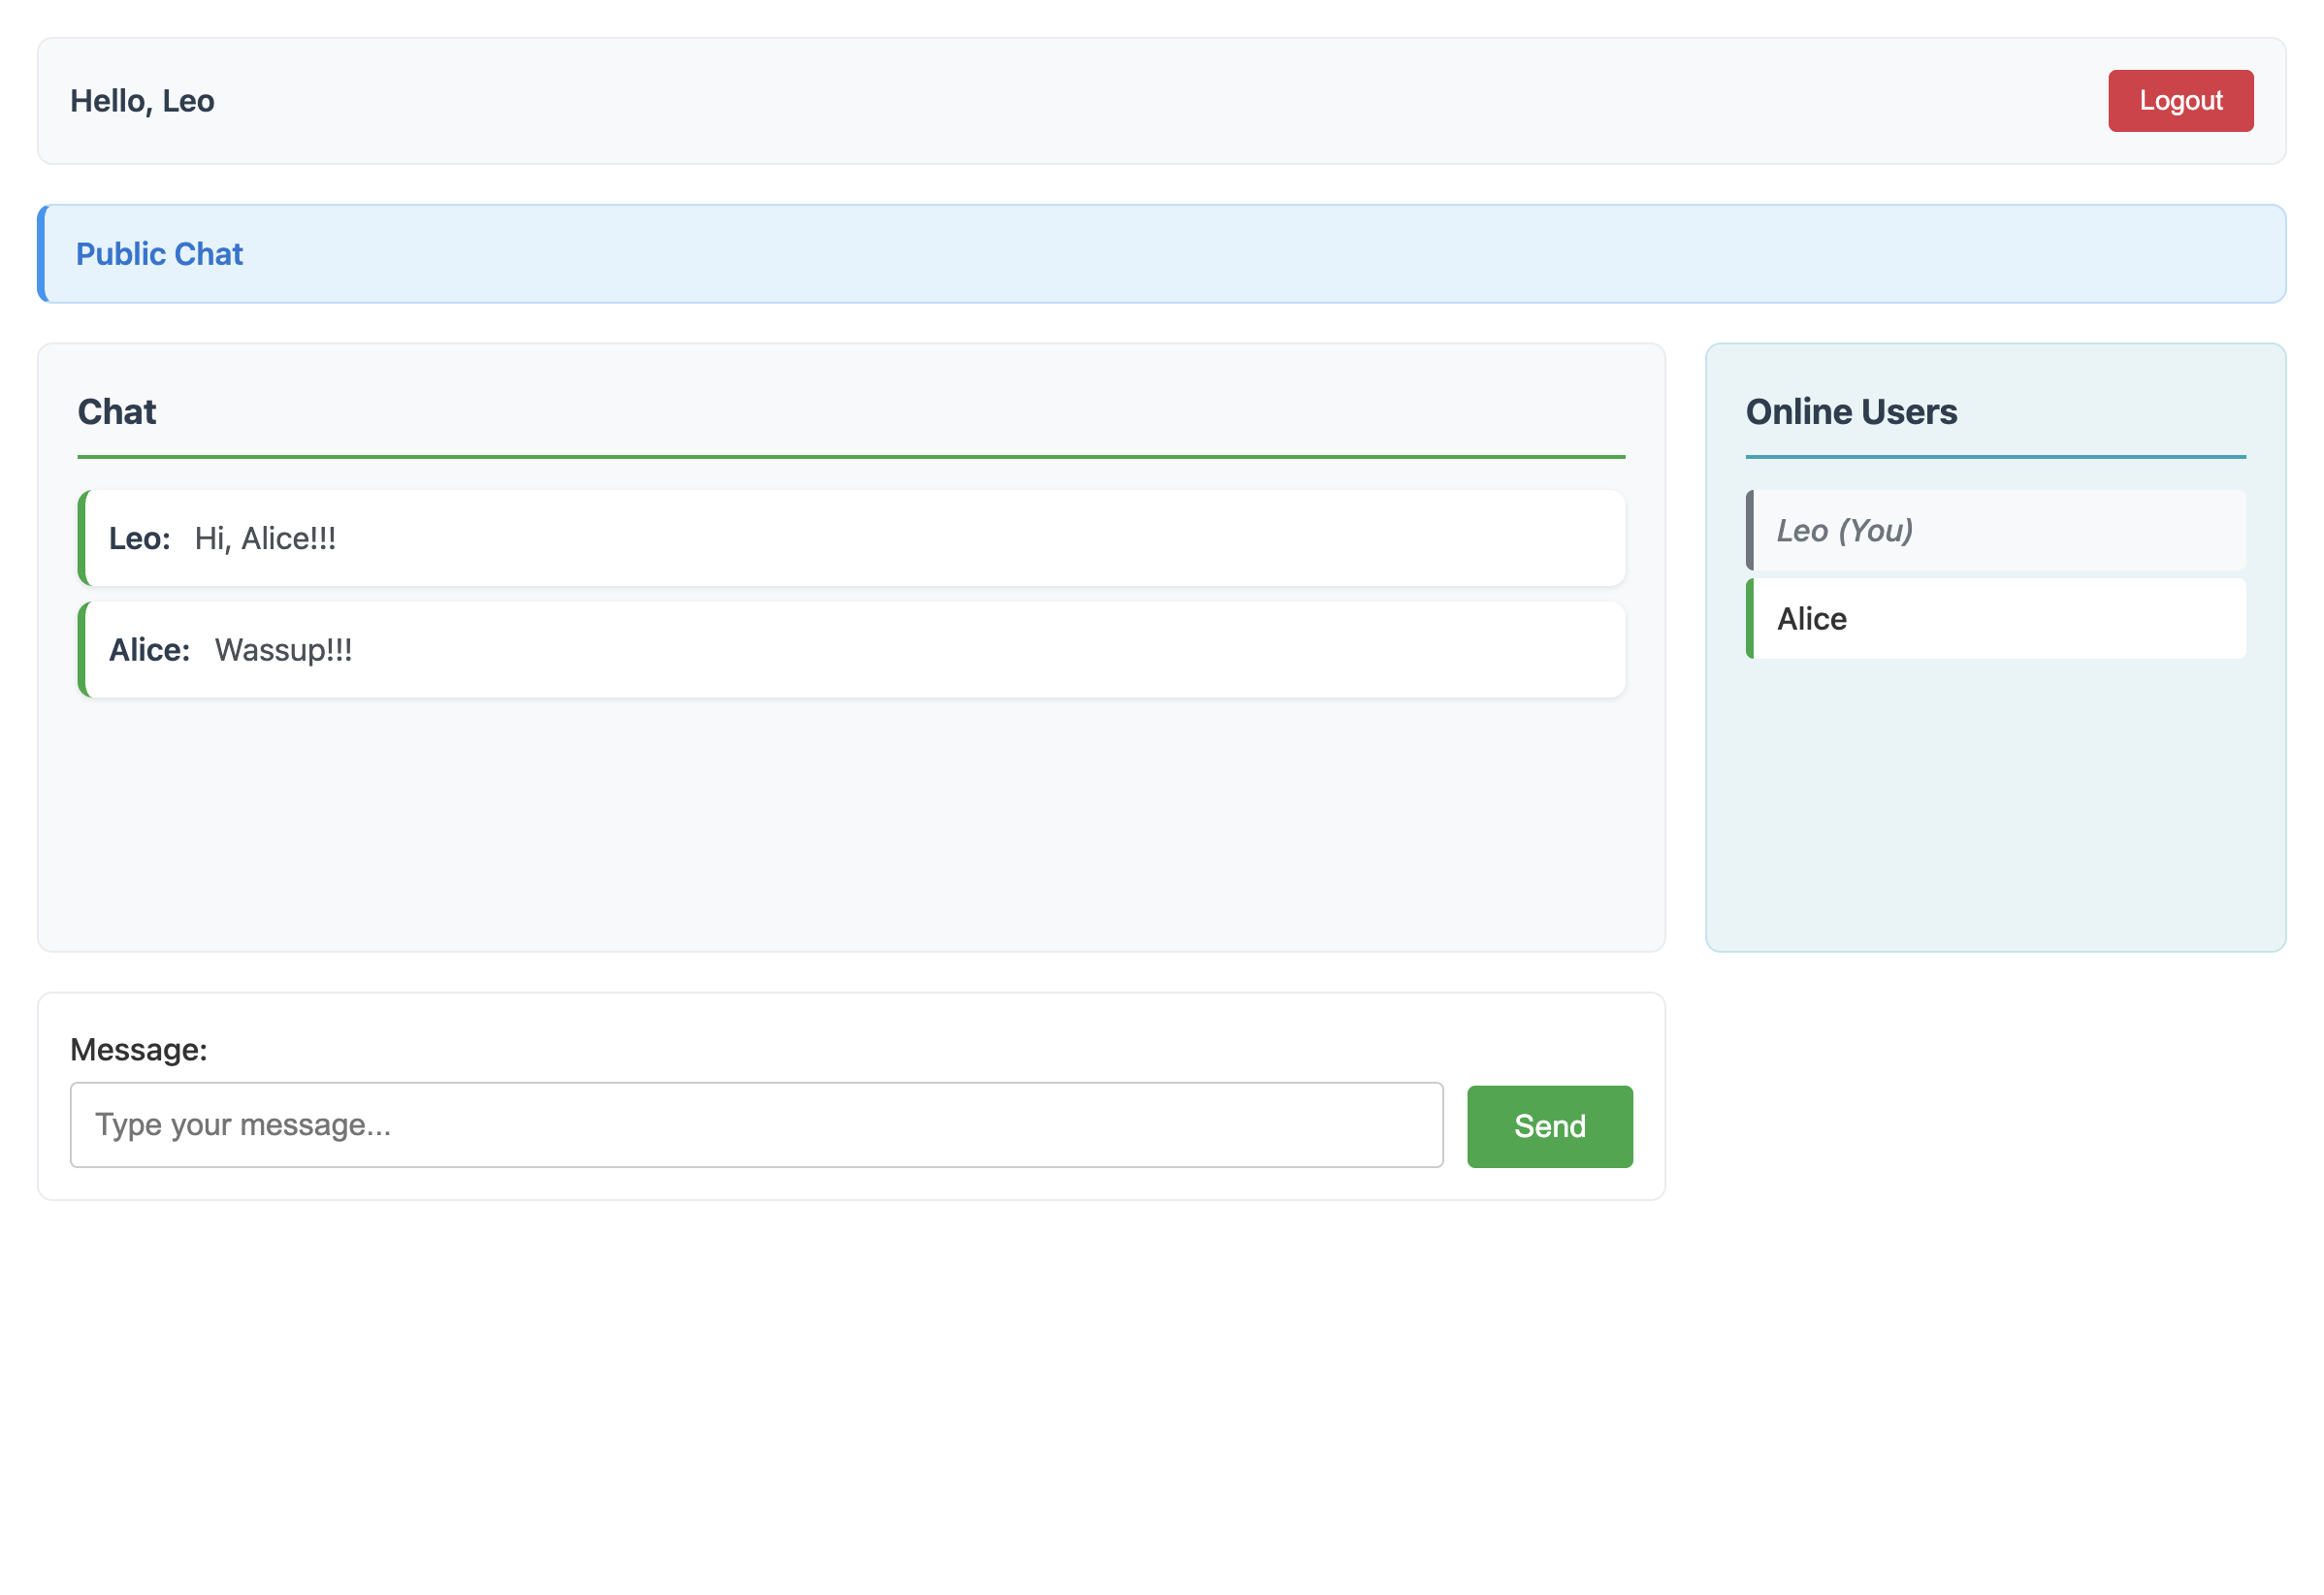 Hello, Leo
Logout
Public Chat
Chat
Leo: Hi, Alice!!!
Alice: Wassup!!!
Online Users
Leo (You)
Alice
Message:
Type your message...
Send